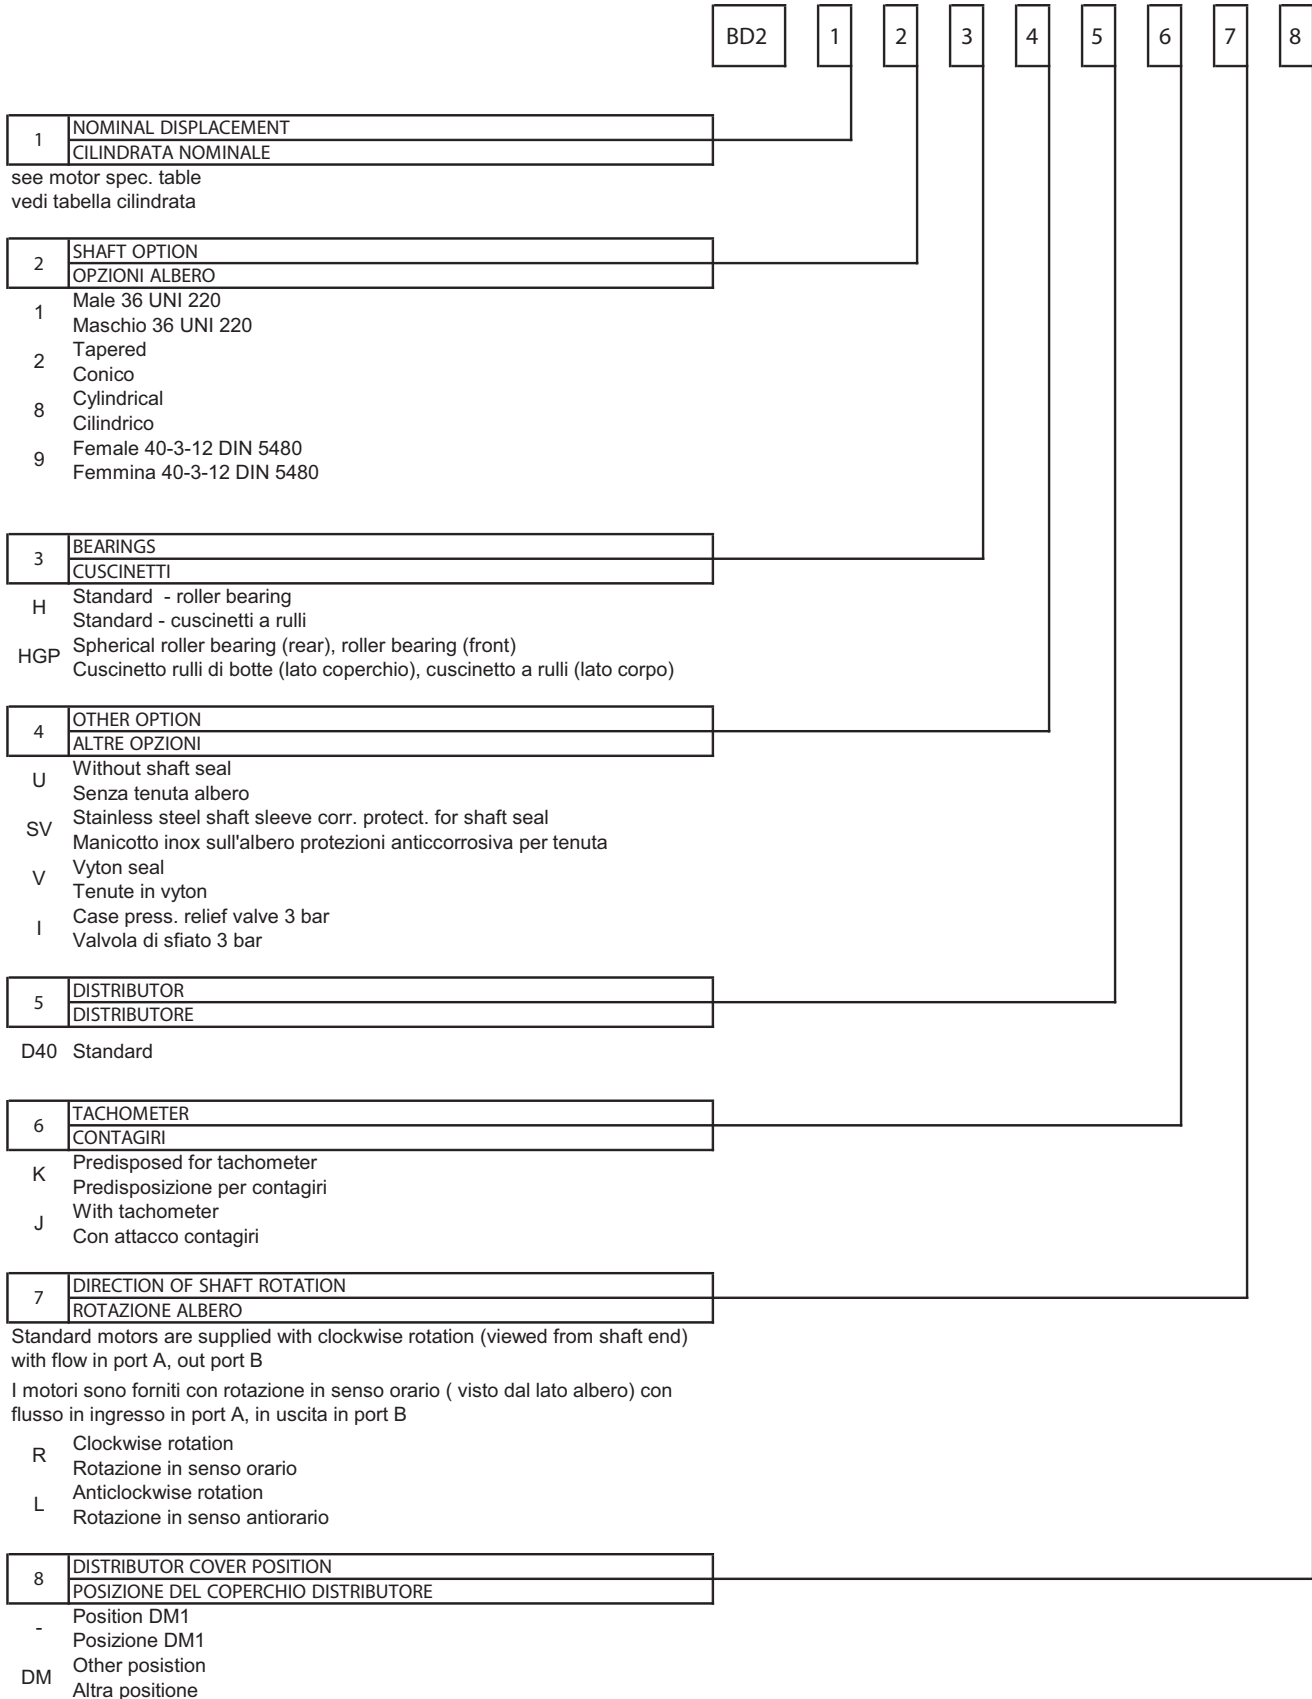 BD2 1 2 3 4 5 6 7 8
1 NOMINAL DISPLACEMENT
CILINDRATA NOMINALE
see motor spec. table
vedi tabella cilindrata
2 SHAFT OPTION
OPZIONI ALBERO
1 Male 36 UNI 220
Maschio 36 UNI 220
2 Tapered
Conico
8 Cylindrical
Cilindrico
9 Female 40-3-12 DIN 5480
Femmina 40-3-12 DIN 5480
3 BEARINGS
CUSCINETTI
H Standard - roller bearing
Standard - cuscinetti a rulli
HGP Spherical roller bearing (rear), roller bearing (front)
Cuscinetto rulli di botte (lato coperchio), cuscinetto a rulli (lato corpo)
4 OTHER OPTION
ALTRE OPZIONI
U Without shaft seal
Senza tenuta albero
SV Stainless steel shaft sleeve corr. protect. for shaft seal
Manicotto inox sull'albero protezioni anticcorrosiva per tenuta
V Vyton seal
Tenute in vyton
I Case press. relief valve 3 bar
Valvola di sfiato 3 bar
5 DISTRIBUTOR
DISTRIBUTORE
D40 Standard
6 TACHOMETER
CONTAGIRI
K Predisposed for tachometer
Predisposizione per contagiri
J With tachometer
Con attacco contagiri
7 DIRECTION OF SHAFT ROTATION
ROTAZIONE ALBERO
Standard motors are supplied with clockwise rotation (viewed from shaft end)
with flow in port A, out port B
I motori sono forniti con rotazione in senso orario ( visto dal lato albero) con
flusso in ingresso in port A, in uscita in port B
R Clockwise rotation
Rotazione in senso orario
L Anticlockwise rotation
Rotazione in senso antiorario
8 DISTRIBUTOR COVER POSITION
POSIZIONE DEL COPERCHIO DISTRIBUTORE
- Position DM1
Posizione DM1
DM Other posistion
Altra positione